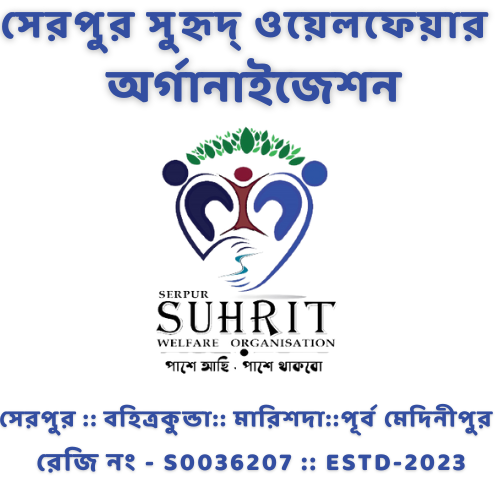 সেরপুর সুহৃদ্ ওয়েলফেয়ার
অর্গানাইজেশন
SERPUR
SUHRIT
WELFARE ORGANISATION
পাশে আছি . পাশে থাকবো
সেরপুর :: বহিত্রকুন্ডা:: মারিশদা::পূর্ব মেদিনীপুর
রেজি নং - S0036207 :: ESTD-2023